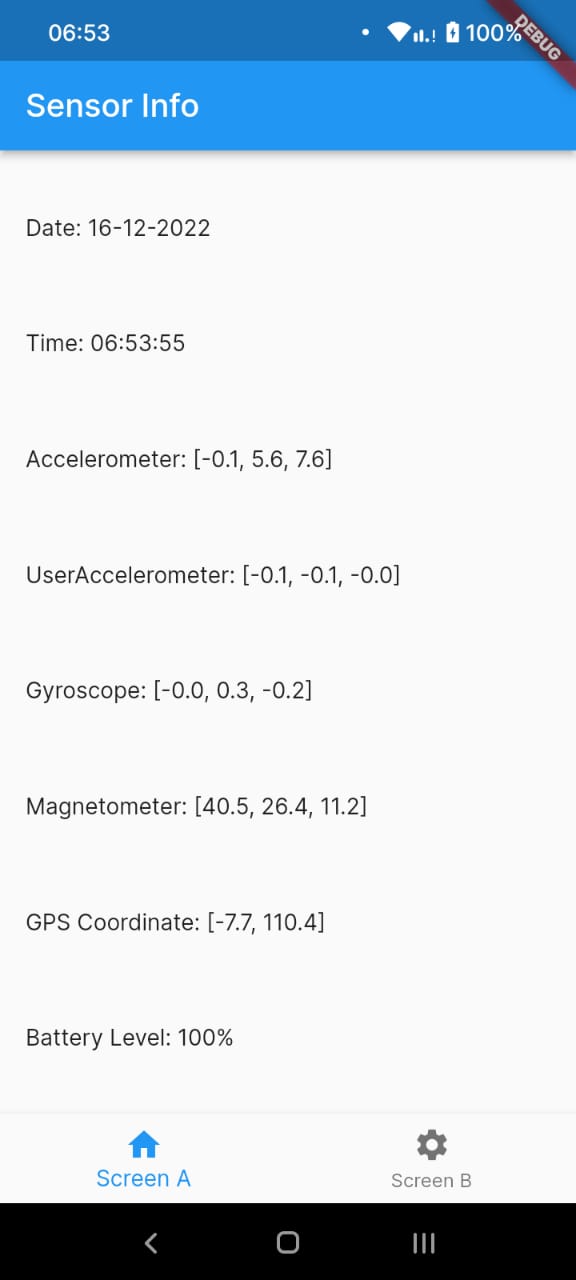 06:53
100%
DEBUG
Sensor Info
Date: 16-12-2022
Time: 06:53:55
Accelerometer: [-0.1, 5.6, 7.6]
UserAccelerometer: [-0.1, -0.1, -0.0]
Gyroscope: [-0.0, 0.3, -0.2]
Magnetometer: [40.5, 26.4, 11.2]
GPS Coordinate: [-7.7, 110.4]
Battery Level: 100%
Screen A
Screen B